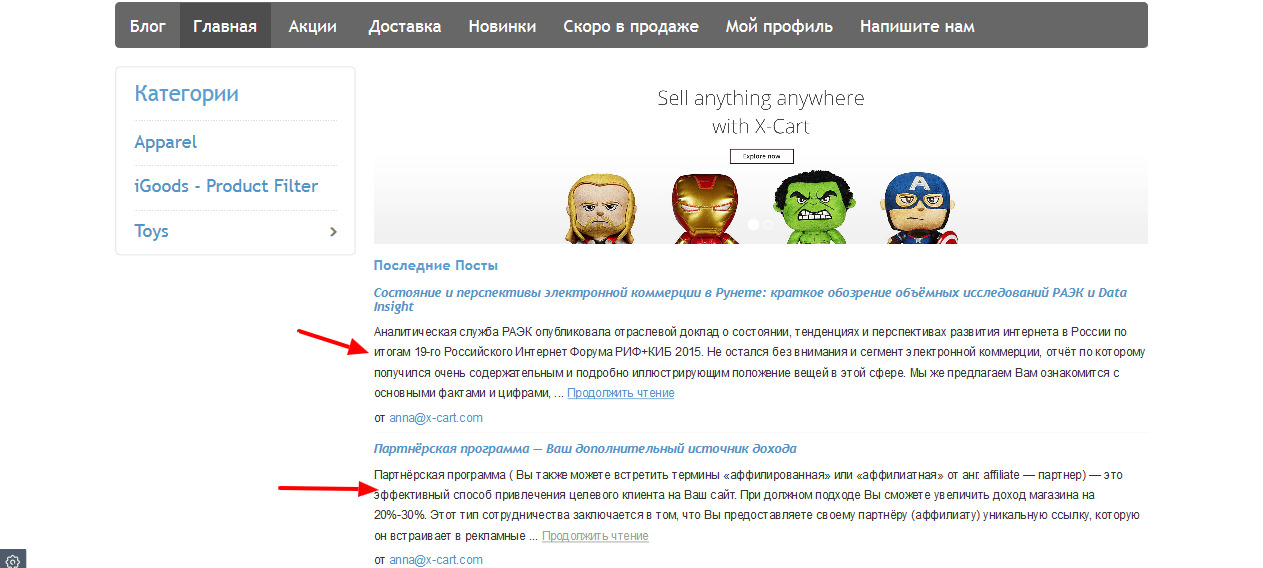 Блог Главная Акции Доставка Новинки Скоро в продаже Мой профиль Напишите нам
Категории
Apparel
iGoods - Product Filter
Toys
Sell anything anywhere
with X-Cart
Explore now
Последние Посты
Состояние и перспективы электронной коммерции в Рунете: краткое обозрение объёмных исследований РАЭК и Data
Insight
Аналитическая служба РАЭК опубликовала отраслевой доклад о состоянии, тенденциях и перспективах развития интернета в России по
итогам 19-го Российского Интернет Форума РИФ+КИБ 2015. Не остался без внимания и сегмент электронной коммерции, отчёт по которому
получился очень содержательным и подробно иллюстрирующим положение вещей в этой сфере. Мы же предлагаем Вам ознакомится с
основными фактами и цифрами, ... Продолжить чтение
от anna@x-cart.com
Партнёрская программа — Ваш дополнительный источник дохода
Партнёрская программа ( Вы также можете встретить термины «аффилированная» или «аффилиатная» от анг. affiliate — партнер) — это
эффективный способ привлечения целевого клиента на Ваш сайт. При должном подходе Вы сможете увеличить доход магазина на
20%-30%. Этот тип сотрудничества заключается в том, что Вы предоставляете своему партнёру (аффилиату) уникальную ссылку, которую
он встраивает в рекламные ... Продолжить чтение
от anna@x-cart.com